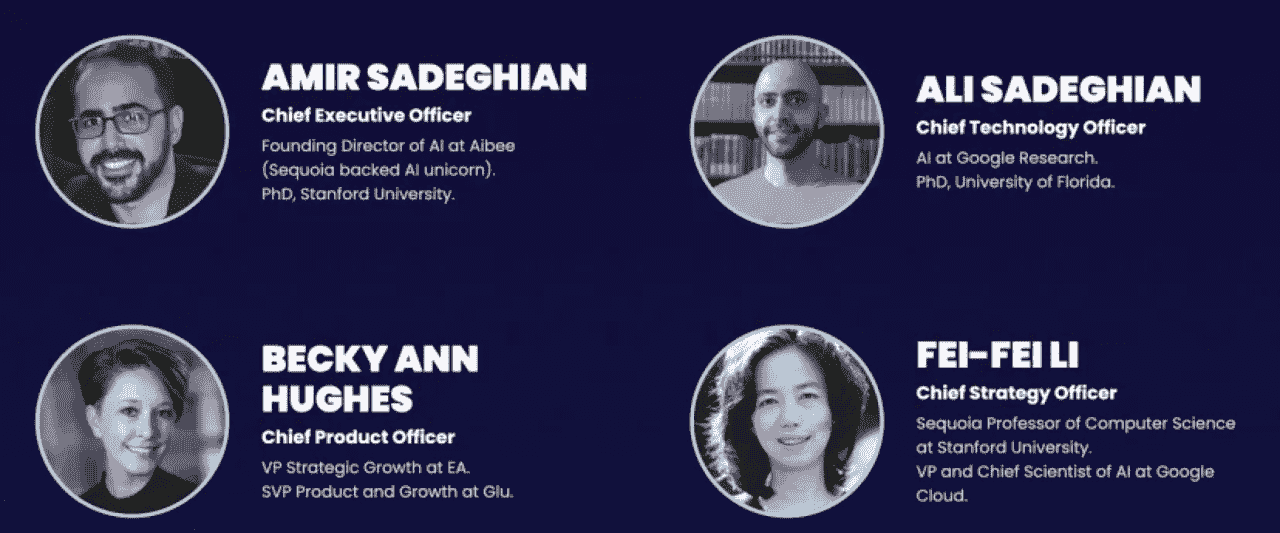 AMIR SADEGHIAN
Chief Executive Officer
Founding Director of AI at Aibee
(Sequoia backed AI unicorn).
PhD, Stanford University.
ALI SADEGHIAN
Chief Technology Officer
AI at Google Research.
PhD, University of Florida.
BECKY ANN
HUGHES
Chief Product Officer
VP Strategic Growth at EA.
SVP Product and Growth at Glu.
FEI-FEI LI
Chief Strategy Officer
Sequoia Professor of Computer Science
at Stanford University.
VP and Chief Scientist of AI at Google
Cloud.